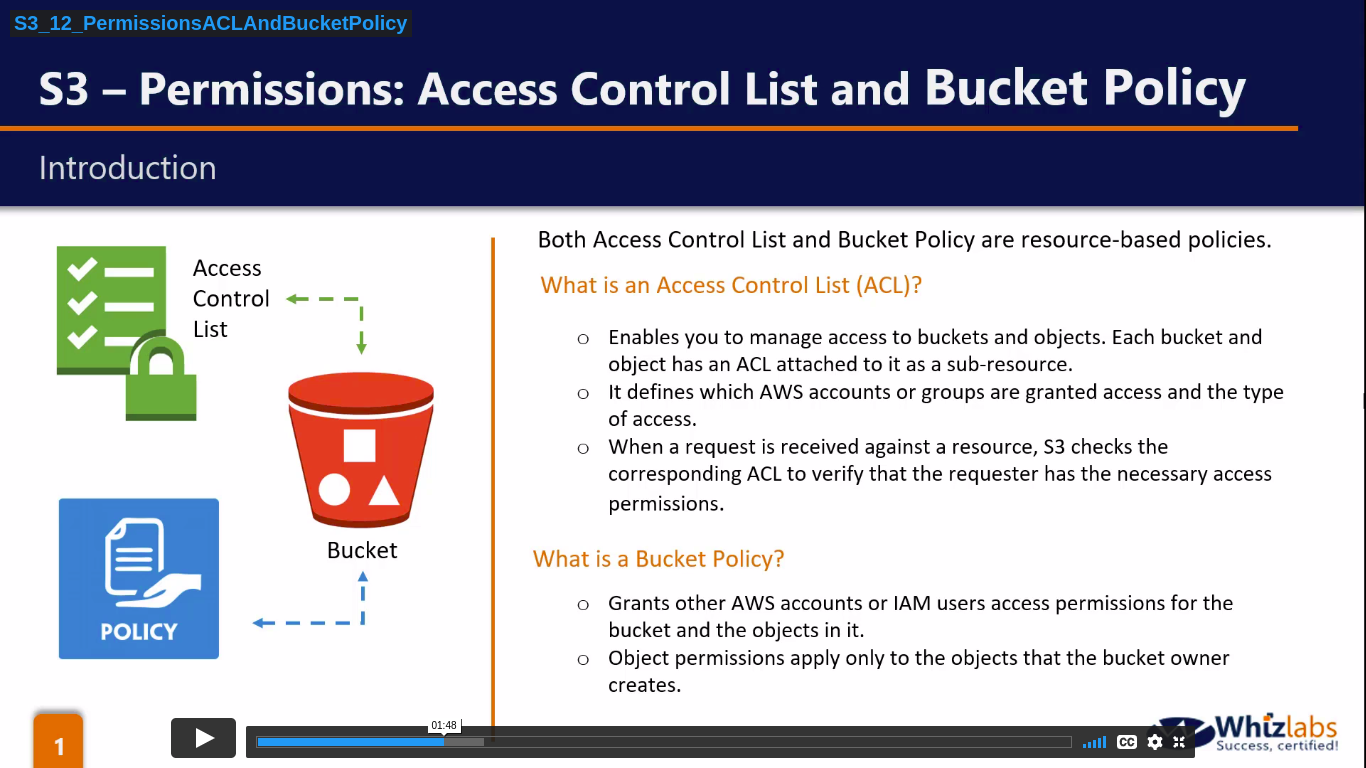 S3_12_PermissionsACLAndBucketPolicy
S3 – Permissions: Access Control List and Bucket Policy
Introduction
Access
Control
List
Bucket
POLICY
Both Access Control List and Bucket Policy are resource-based policies.
What is an Access Control List (ACL)?
o Enables you to manage access to buckets and objects. Each bucket and
object has an ACL attached to it as a sub-resource.
o It defines which AWS accounts or groups are granted access and the type
of access.
o When a request is received against a resource, S3 checks the
corresponding ACL to verify that the requester has the necessary access
permissions.
What is a Bucket Policy?
o Grants other AWS accounts or IAM users access permissions for the
bucket and the objects in it.
o Object permissions apply only to the objects that the bucket owner
creates.
1
01:48
CC
Whizlabs
Success, certified!